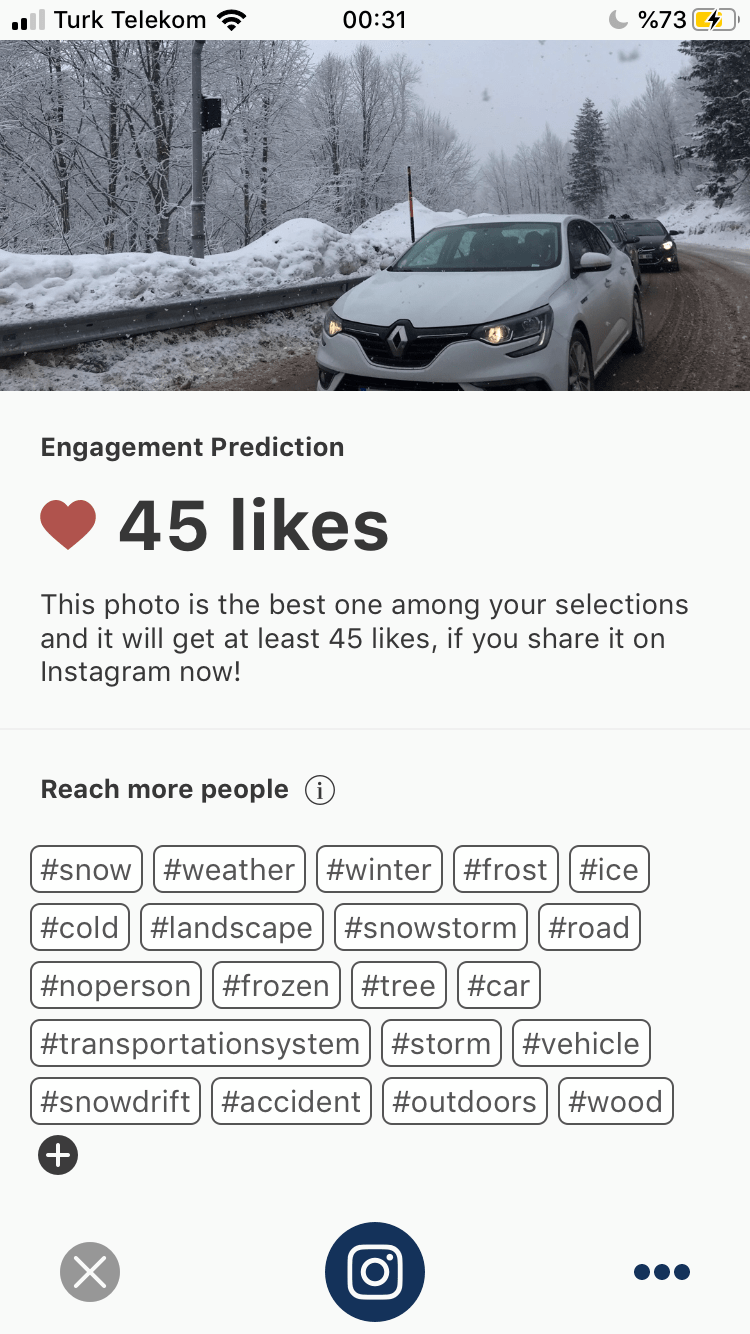 Turk Telekom 00:31 %73
Engagement Prediction
45 likes
This photo is the best one among your selections
and it will get at least 45 likes, if you share it on
Instagram now!
Reach more people i
#snow #weather #winter #frost #ice
#cold #landscape #snowstorm #road
#noperson #frozen #tree #car
#transportationsystem #storm #vehicle
#snowdrift #accident #outdoors #wood